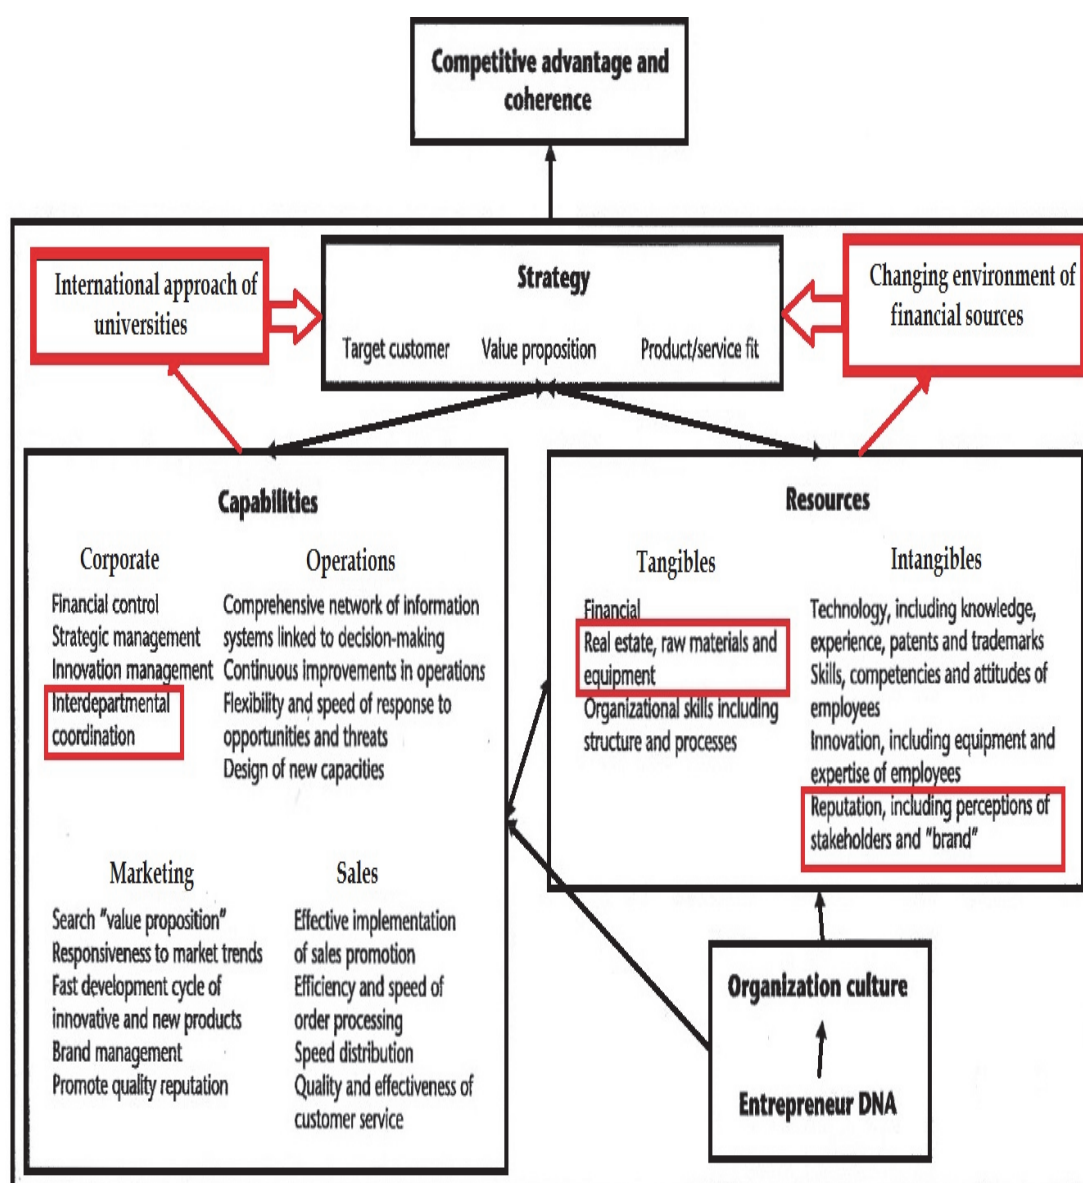 Competitive advantage and
coherence
International approach of
universities
Strategy
Target customer Value proposition Product/service fit
Changing environment of
financial sources
Capabilities
Corporate
Financial control
Strategic management
Innovation management
Interdepartmental
coordination
Operations
Comprehensive network of information
systems linked to decision-making
Continuous improvements in operations
Flexibility and speed of response to
opportunities and threats
Design of new capacities
Marketing
Search "value proposition"
Responsiveness to market trends
Fast development cycle of
innovative and new products
Brand management
Promote quality reputation
Sales
Effective implementation
of sales promotion
Efficiency and speed of
order processing
Speed distribution
Quality and effectiveness of
customer service
Resources
Tangibles
Financial
Real estate, raw materials and
equipment
Organizational skills including
structure and processes
Intangibles
Technology, including knowledge,
experience, patents and trademarks
Skills, competencies and attitudes of
employees
Innovation, including equipment and
expertise of employees
Reputation, including perceptions of
stakeholders and "brand"
Organization culture
Entrepreneur DNA